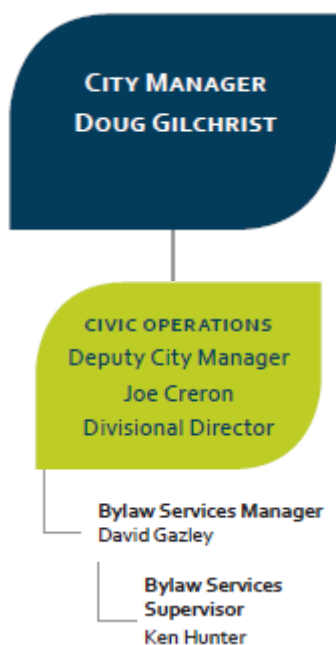 City Manager
Doug Gilchrist
CIVIC OPERATIONS
Deputy City Manager
Joe Creron
Divisional Director
Bylaw Services Manager
David Gazley
Bylaw Services
Supervisor
Ken Hunter